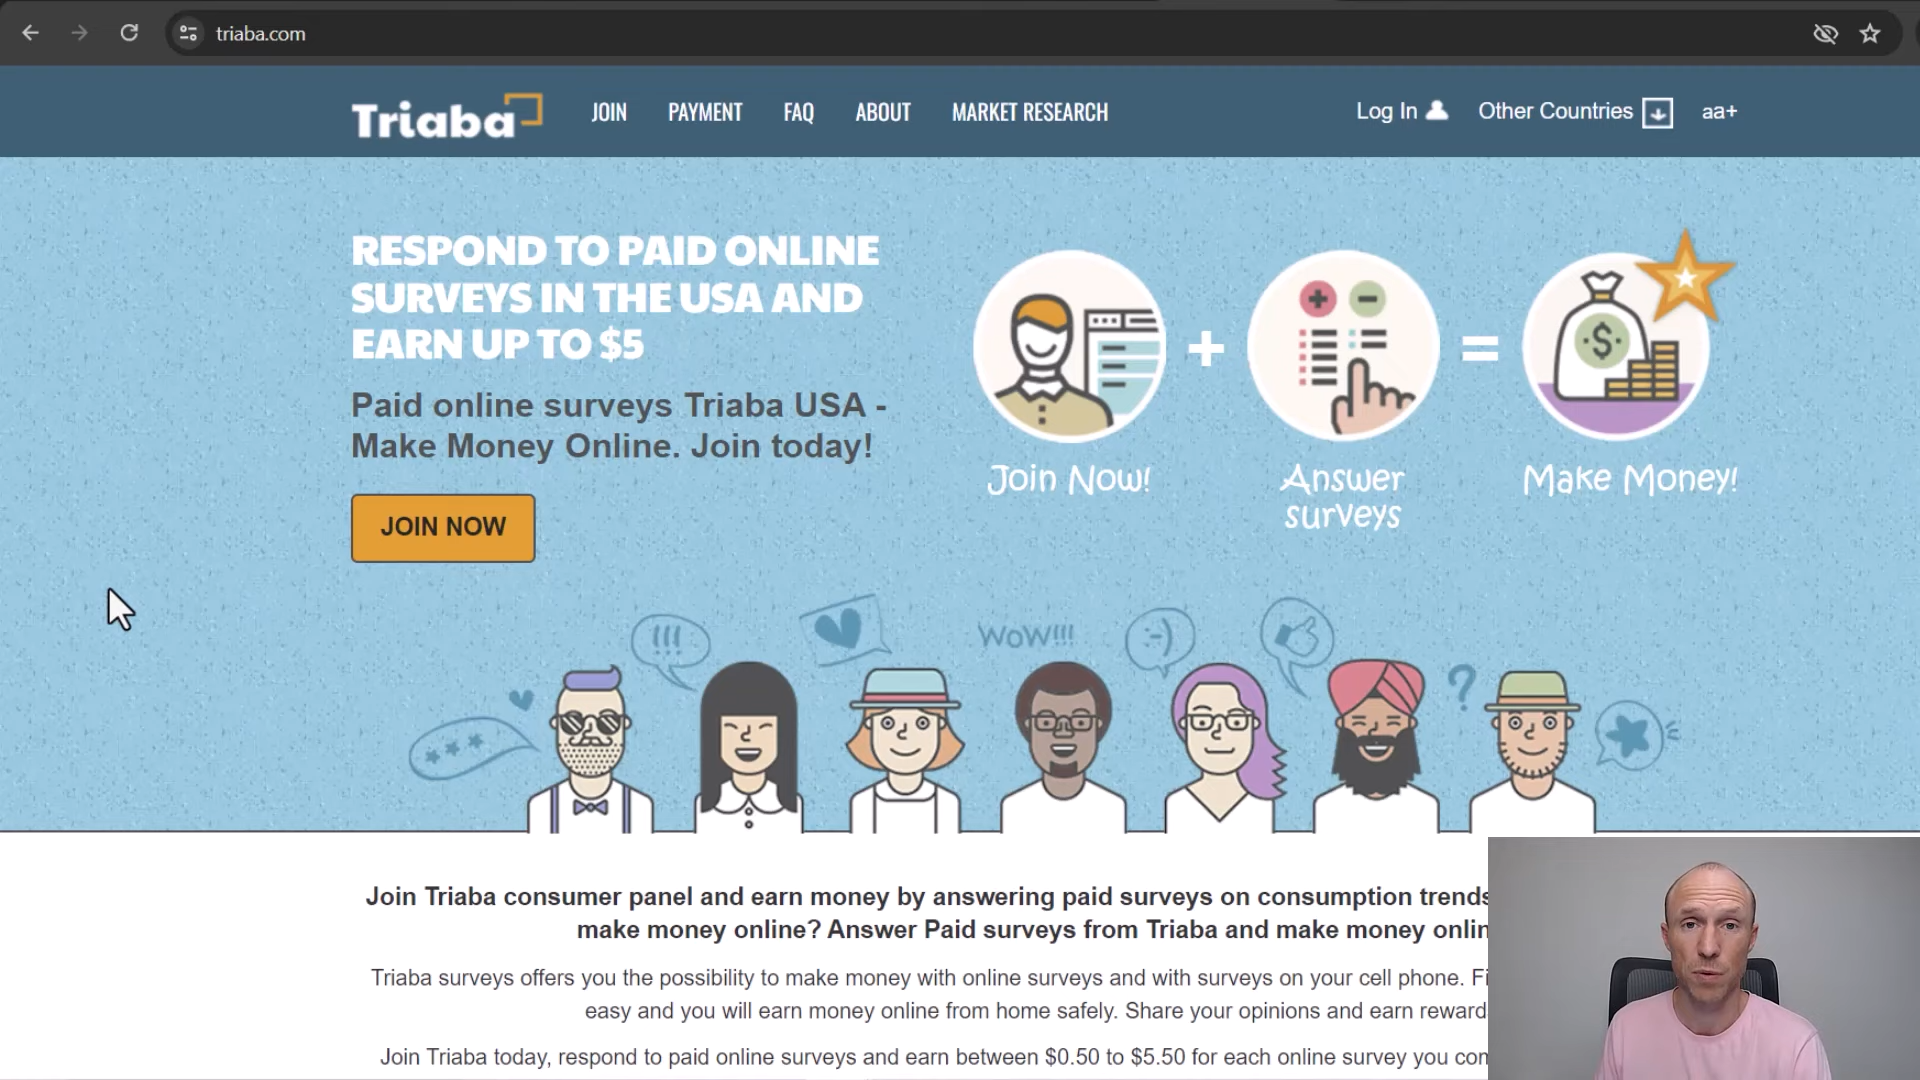 triaba.com
Triaba
JOIN PAYMENT FAQ ABOUT MARKET RESEARCH
Log In Other Countries aa+
RESPOND TO PAID ONLINE
SURVEYS IN THE USA AND
EARN UP TO $5
Paid online surveys Triaba USA -
Make Money Online. Join today!
JOIN NOW
+ = $
Join Now!
Answer
surveys
Make Money!
!!!
WoW!!!
:-)
?
Join Triaba consumer panel and earn money by answering paid surveys on consumption trends
make money online? Answer Paid surveys from Triaba and make money onlin
Triaba surveys offers you the possibility to make money with online surveys and with surveys on your cell phone. Fi
easy and you will earn money online from home safely. Share your opinions and earn reward
Join Triaba today, respond to paid online surveys and earn between $0.50 to $5.50 for each online survey you con